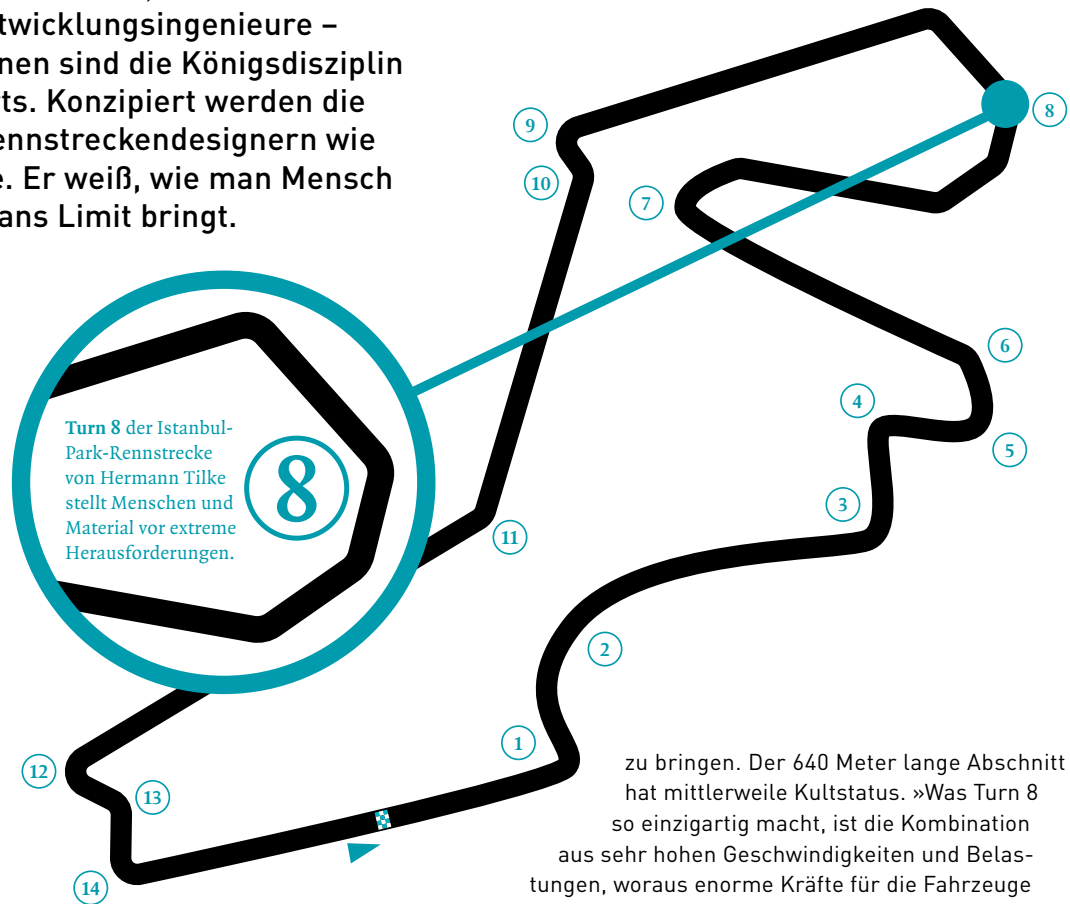 twicklungsingenieure –
nen sind die Königsdisziplin
rts. Konzipiert werden die
ennstreckendesignern wie
e. Er weiß, wie man Mensch
ans Limit bringt.
9
8
10
7
6
4
5
Turn 8 der Istanbul-
Park-Rennstrecke
von Hermann Tilke
stellt Menschen und
Material vor extreme
Herausforderungen.
8
3
11
2
1
12
13
14
zu bringen. Der 640 Meter lange Abschnitt
hat mittlerweile Kultstatus. »Was Turn 8
so einzigartig macht, ist die Kombination
aus sehr hohen Geschwindigkeiten und Belas-
tungen, woraus enorme Kräfte für die Fahrzeuge